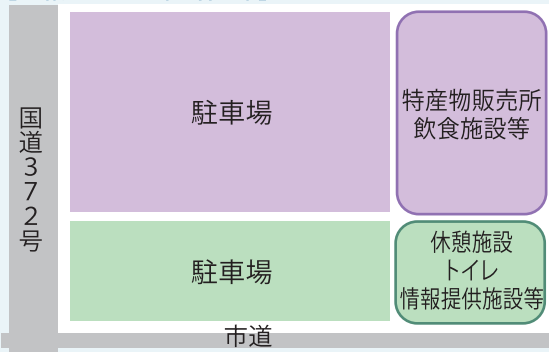 国道372号
駐車場
特産物販売所
飲食施設等
駐車場
休憩施設
トイレ
情報提供施設等
市道